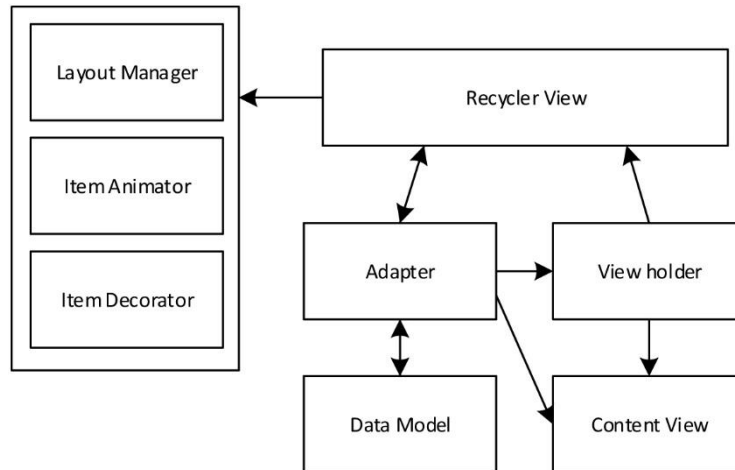 Layout Manager
Recycler View
Item Animator
Item Decorator
Adapter
View holder
Data Model
Content View